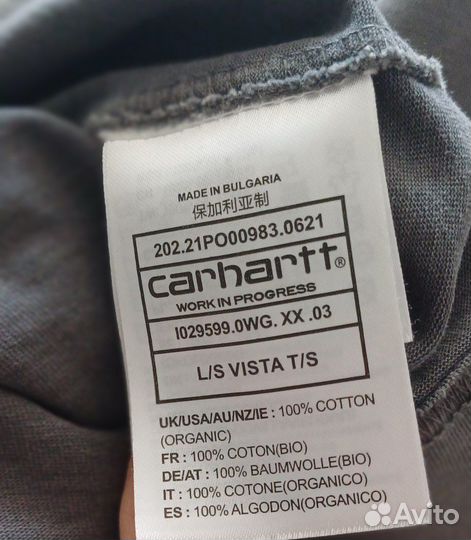 MADE IN BULGARIA
保加利亚制
202.21PO00983.0621
carhartt®
WORK IN PROGRESS
I029599.0WG. XX .03
L/S VISTA T/S
UK/USA/AU/NZ/IE : 100% COTTON
(ORGANIC)
FR : 100% COTON(BIO)
DE/AT : 100% BAUMWOLLE(BIO)
IT : 100% COTONE(ORGANICO)
ES : 100% ALGODON(ORGANICO)
Avito